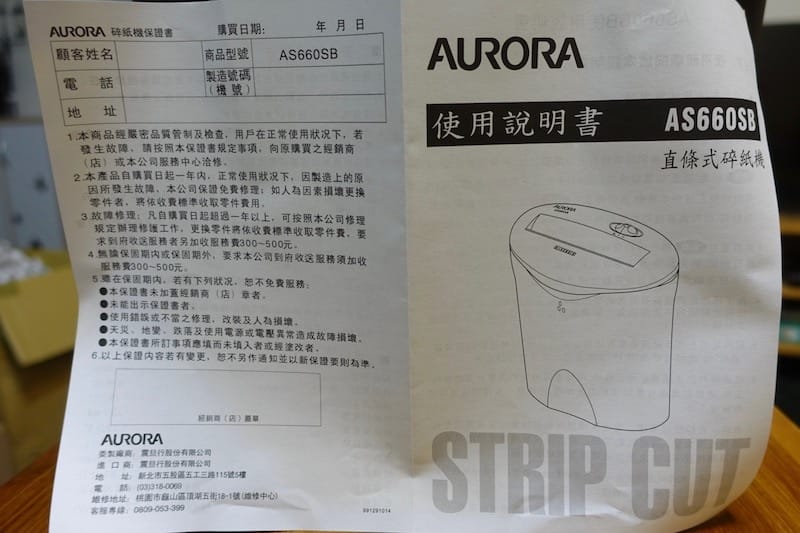 AURORA 碎紙機保證書 購買日期: 年 月 日
顧客姓名 商品型號 AS660SB
電 話 製造號碼
(機 號)
地 址
1.本商品經嚴密品質管制及檢查，用戶在正常使用狀況下，若
發生故障，請按照本保證書規定事項，向原購買之經銷商
（店）或本公司服務中心洽修。
2.本產品自購買日起一年內，正常使用狀況下，因製造上的原
因所發生故障，本公司保證免費修理；如人為因素損壞更換
零件者，將依收費標準收取零件費用。
3.故障修理：凡自購買日起超過一年以上，可按照本公司修理
規定辦理修護工作，更換零件將依收費標準收取零件費，要
求到府收送服務者另加收服務費300~500元。
4.無論保固期內或保固期外，要求本公司到府收送服務須加收
服務費300~500元。
5.雖在保固期內，若有下列狀況，恕不免費服務：
●本保證書未加蓋經銷商（店）章者。
●未能出示保證書者。
●使用錯誤或不當之修理，改裝及人為損壞。
●天災、地變、跌落及使用電源或電壓異常造成故障損壞。
●本保證書所訂事項應填而未填入者或經塗改者。
6.以上保證內容若有變更，恕不另作通知並以新保證要則為準。
經銷商（店）蓋章
AURORA
委製廠商：震旦行股份有限公司
進 口 商：震旦行股份有限公司
地 址：新北市五股區五工三路115號5樓
電 話：(03)318-0069
維修地址：桃園市龜山區頂湖五街18-1號(維修中心)
客服專線：0809-053-399
991291014
AURORA
使用說明書 AS660SB
直條式碎紙機
AURORA
STRIP CUT